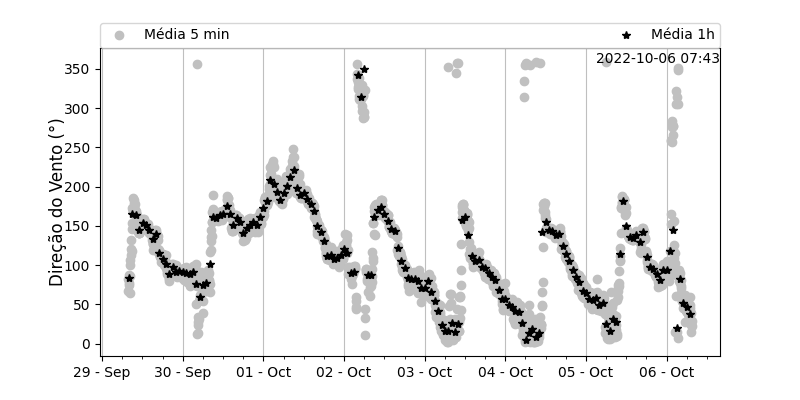 Média 5 min
Média 1h
2022-10-06 07:43
Direção do Vento (°)
350
300
250
200
150
100
50
0
29 - Sep
30 - Sep
01 - Oct
02 - Oct
03 - Oct
04 - Oct
05 - Oct
06 - Oct